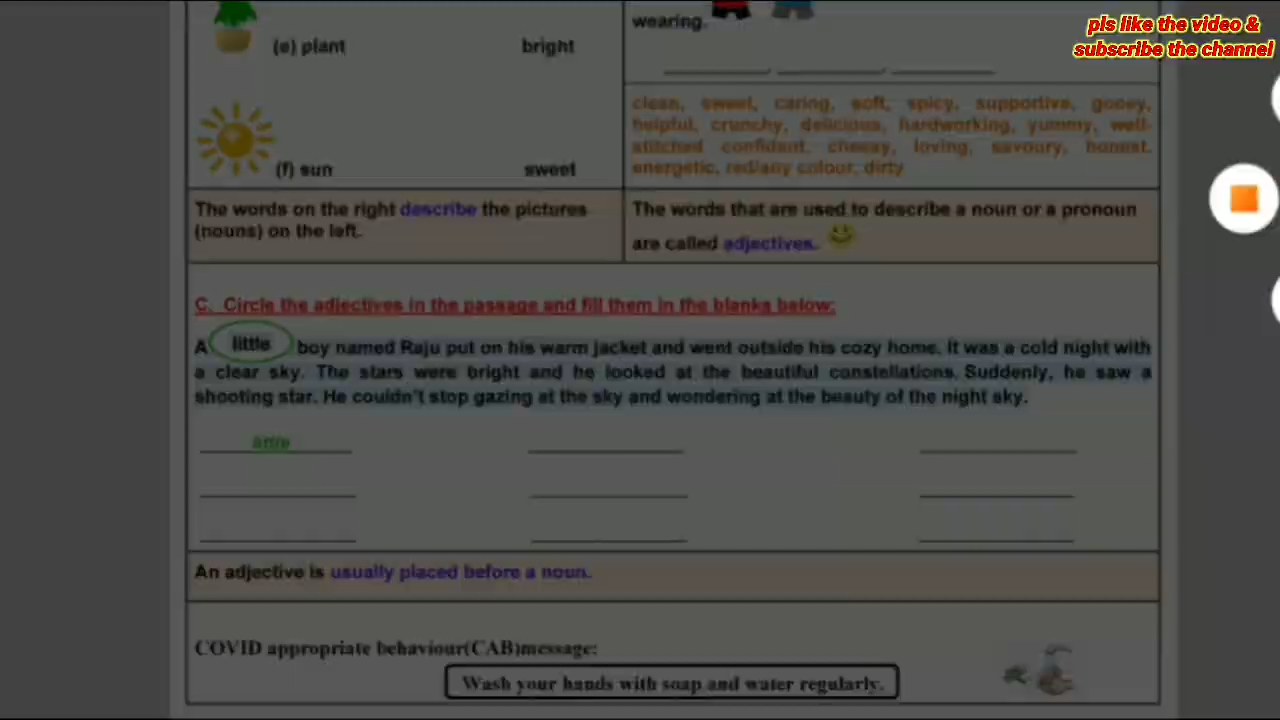 pls like the video &
subscribe the channel
(e) plant bright
(f) sun sweet
wearing.
clean, sweet, caring, soft, spicy, supportive, gooey,
helpful, crunchy, delicious, hardworking, yummy, well-
stitched confident, cheesy, loving, savoury, honest,
energetic, red/any colour, dirty
The words on the right describe the pictures
(nouns) on the left.
The words that are used to describe a noun or a pronoun
are called adjectives.
C. Circle the adjectives in the passage and fill them in the blanks below:
A little boy named Raju put on his warm jacket and went outside his cozy home. It was a cold night with
a clear sky. The stars were bright and he looked at the beautiful constellations. Suddenly, he saw a
shooting star. He couldn't stop gazing at the sky and wondering at the beauty of the night sky.
An adjective is usually placed before a noun.
COVID appropriate behaviour(CAB)message:
Wash your hands with soap and water regularly.